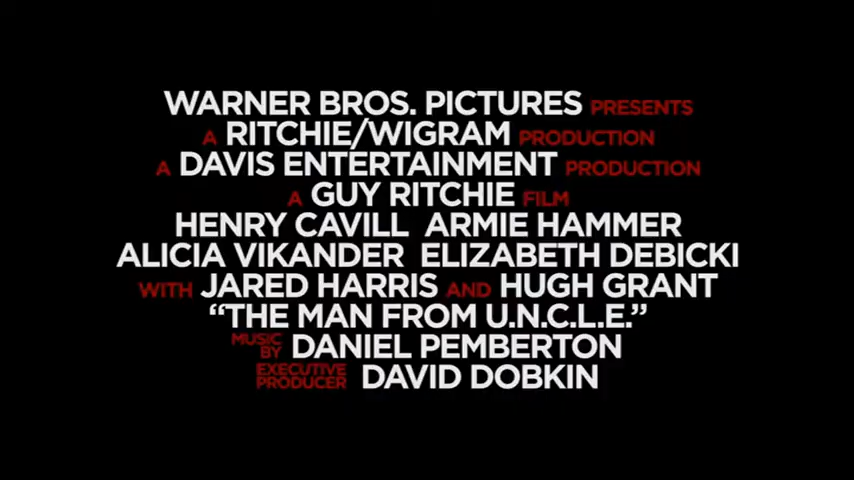 WARNER BROS. PICTURES PRESENTS
A RITCHIE/WIGRAM PRODUCTION
A DAVIS ENTERTAINMENT PRODUCTION
A GUY RITCHIE FILM
HENRY CAVILL ARMIE HAMMER
ALICIA VIKANDER ELIZABETH DEBICKI
WITH JARED HARRIS AND HUGH GRANT
“THE MAN FROM U.N.C.L.E.”
MUSIC BY DANIEL PEMBERTON
EXECUTIVE PRODUCER DAVID DOBKIN